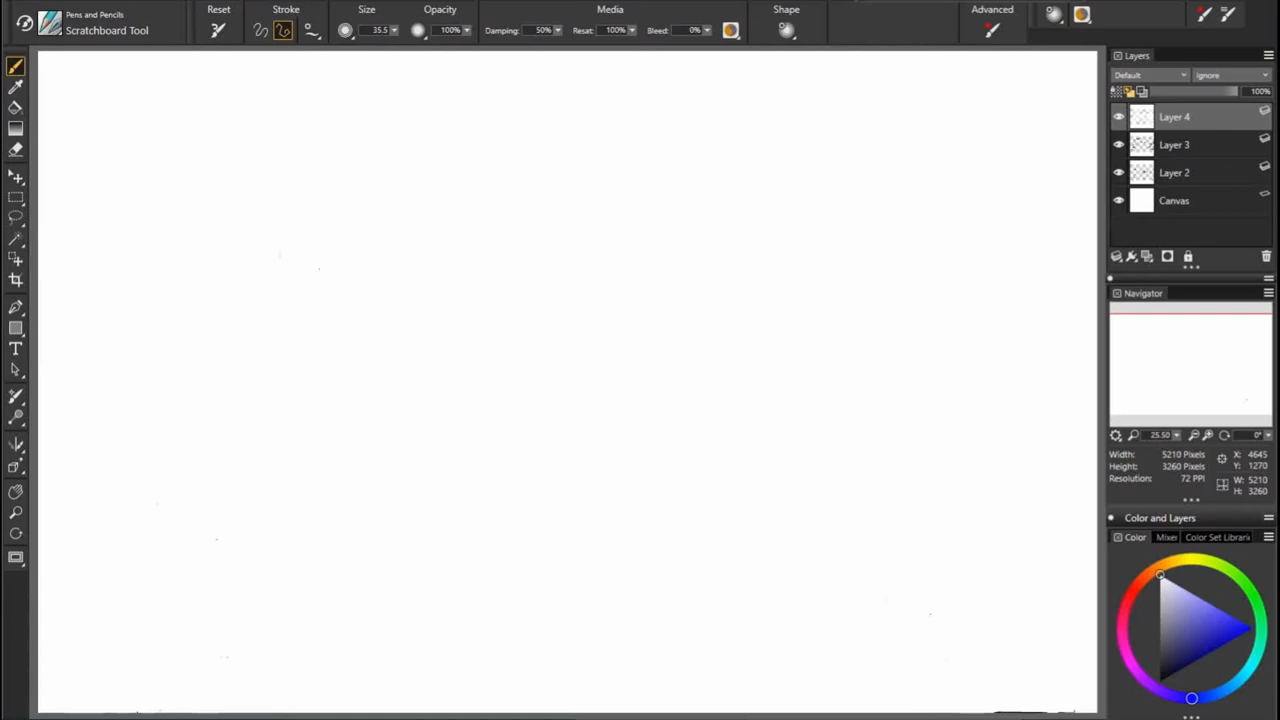 Pens and Pencils
Scratchboard Tool
Reset
Stroke
Size
35.5
Opacity
100%
Media
Damping: 50%
Resat: 100%
Bleed: 0%
Shape
Advanced
Layers
Default
Ignore
100%
Layer 4
Layer 3
Layer 2
Canvas
Navigator
25.50
0°
Width: 5210 Pixels
Height: 3260 Pixels
Resolution: 72 PPI
X: 4645
Y: 1270
W: 5210
H: 3260
Color and Layers
Color
Mixer
Color Set Librari